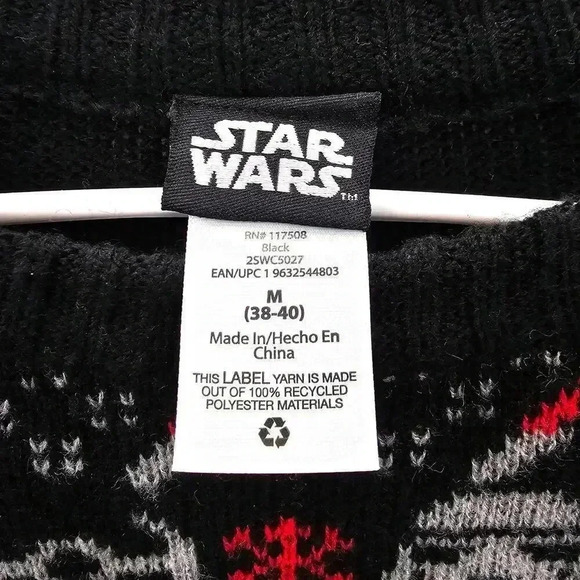 STAR
WARS
TM
RN# 117508
Black
2SWC5027
EAN/UPC 1 9632544803
M
(38-40)
Made In/Hecho En
China
THIS LABEL YARN IS MADE
OUT OF 100% RECYCLED
POLYESTER MATERIALS